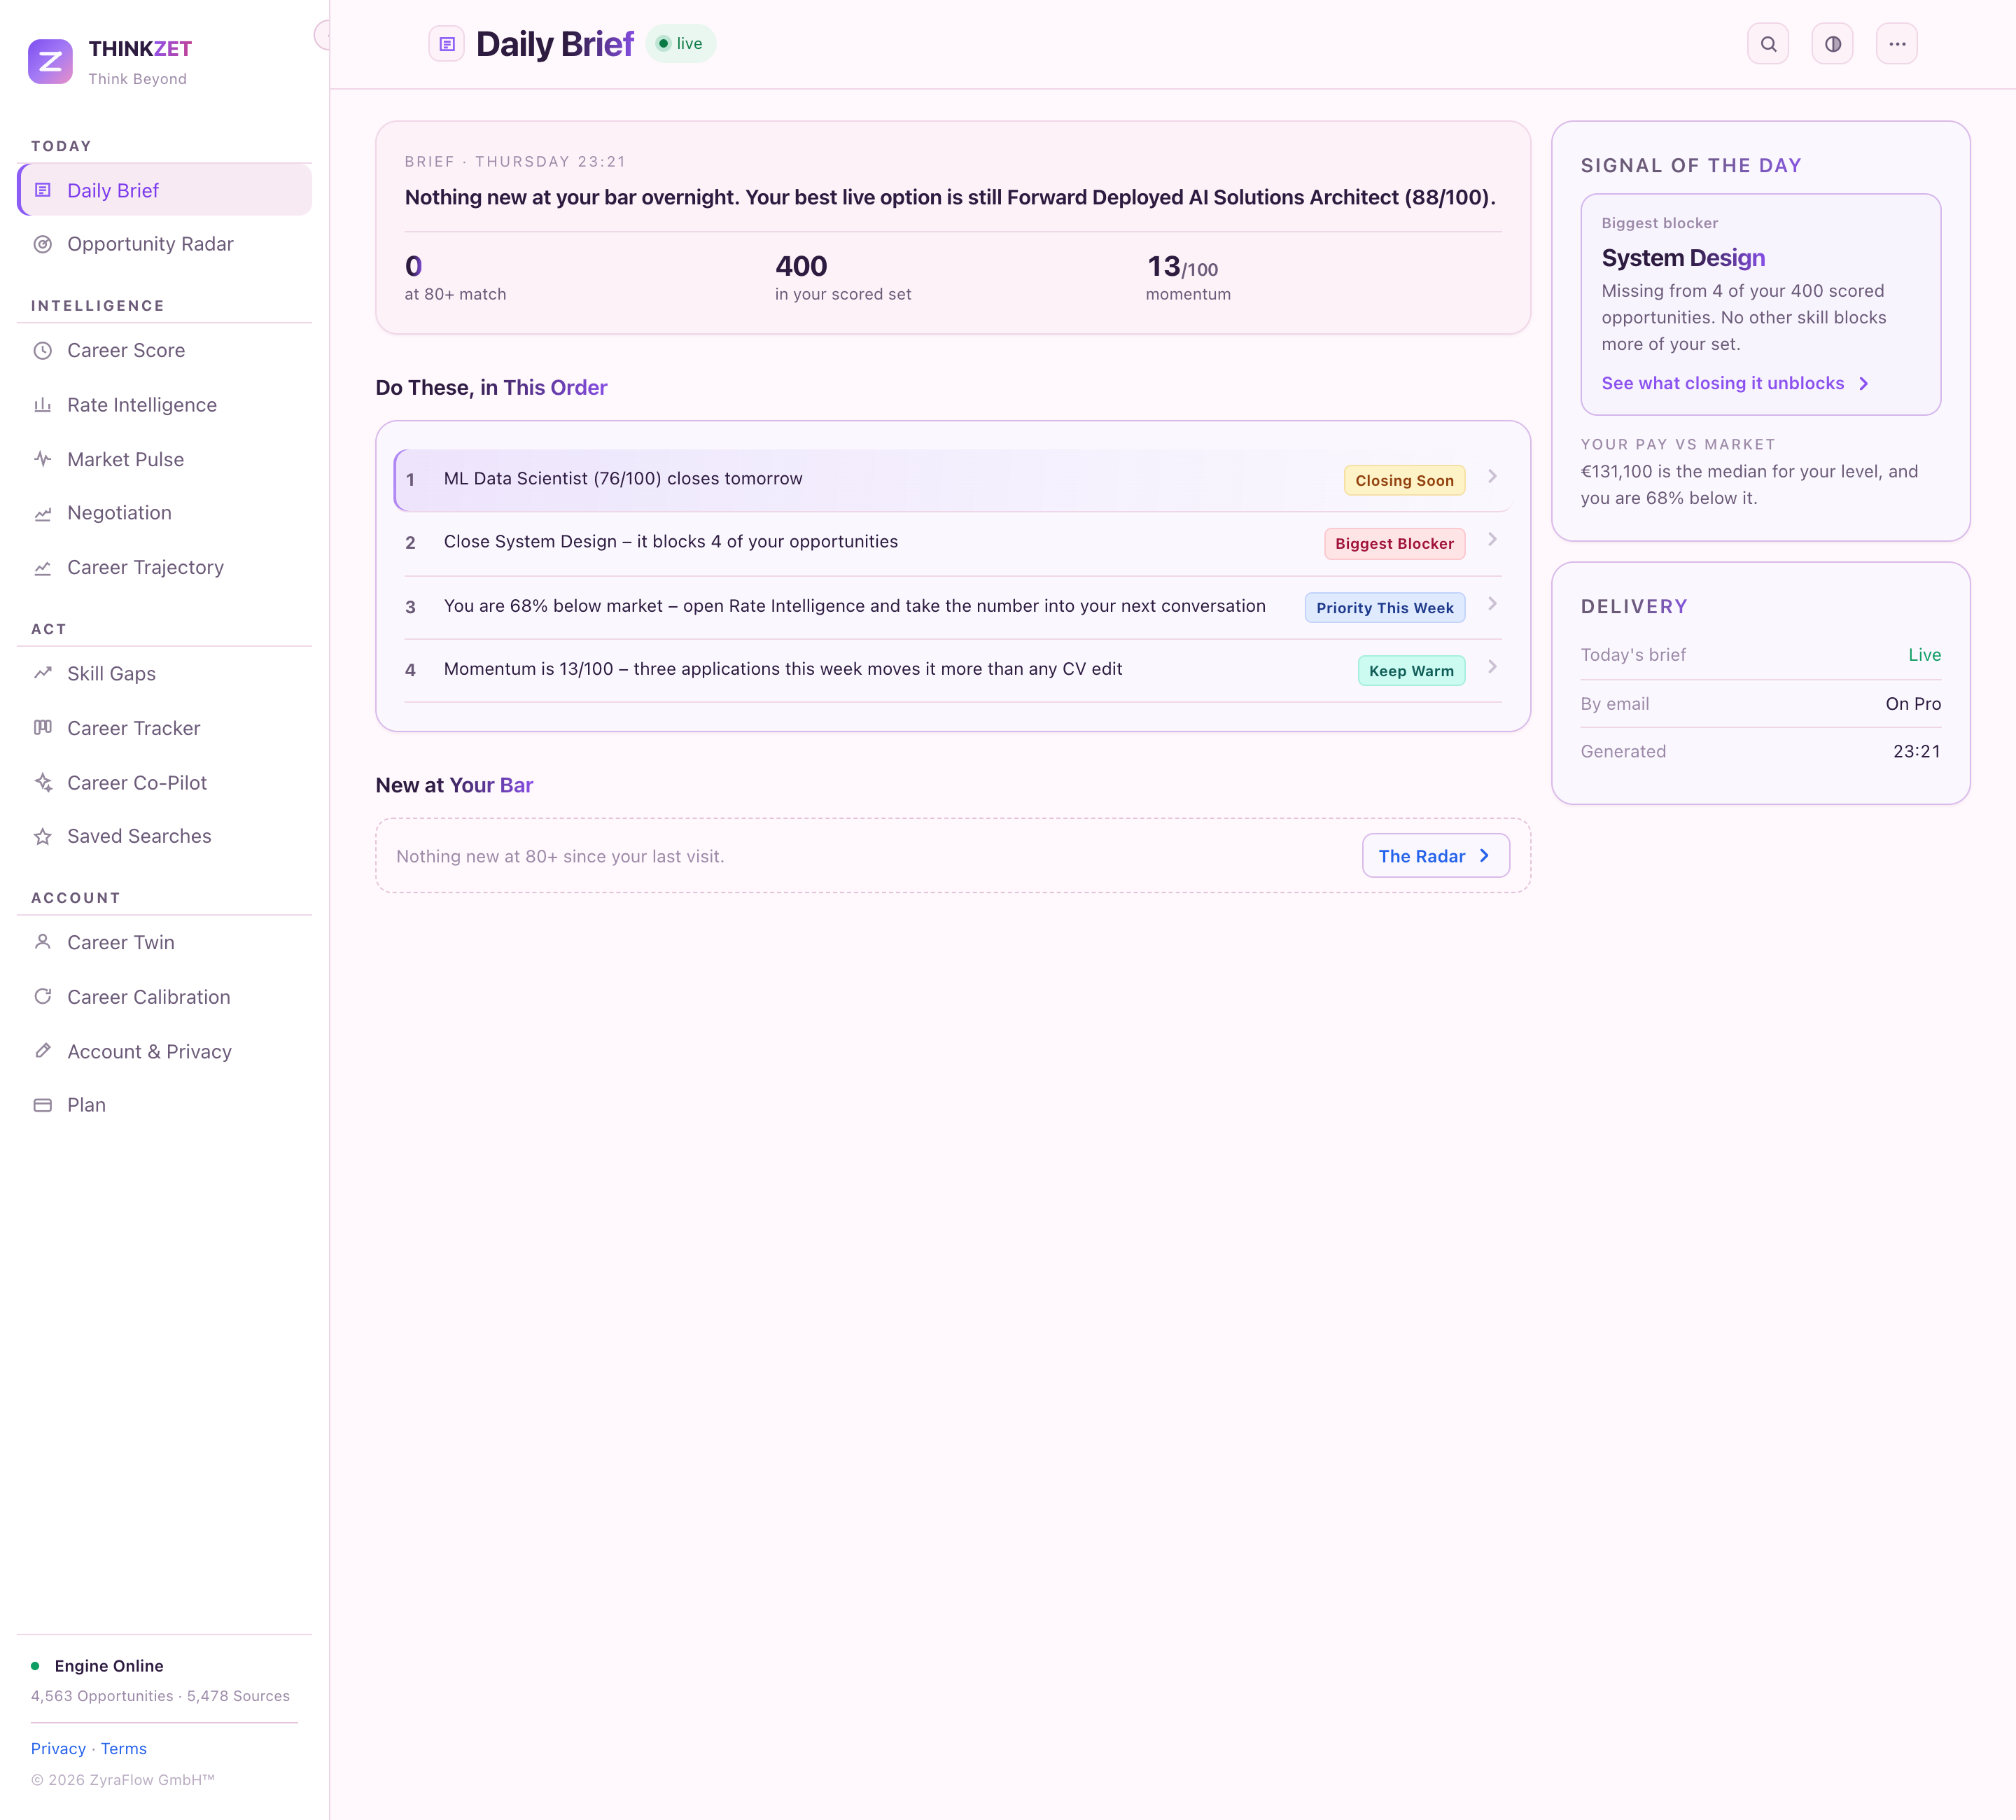 THINKZET
Think Beyond
TODAY
Daily Brief
Opportunity Radar
INTELLIGENCE
Career Score
Rate Intelligence
Market Pulse
Negotiation
Career Trajectory
ACT
Skill Gaps
Career Tracker
Career Co-Pilot
Saved Searches
ACCOUNT
Career Twin
Career Calibration
Account & Privacy
Plan
Engine Online
4,563 Opportunities · 5,478 Sources
Privacy · Terms
© 2026 ZyraFlow GmbH™
Daily Brief
live
BRIEF · THURSDAY 23:21
Nothing new at your bar overnight. Your best live option is still Forward Deployed AI Solutions Architect (88/100).
0
at 80+ match
400
in your scored set
13/100
momentum
Do These, in This Order
1 ML Data Scientist (76/100) closes tomorrow Closing Soon
2 Close System Design – it blocks 4 of your opportunities Biggest Blocker
3 You are 68% below market – open Rate Intelligence and take the number into your next conversation Priority This Week
4 Momentum is 13/100 – three applications this week moves it more than any CV edit Keep Warm
New at Your Bar
Nothing new at 80+ since your last visit. The Radar
SIGNAL OF THE DAY
Biggest blocker
System Design
Missing from 4 of your 400 scored
opportunities. No other skill blocks
more of your set.
See what closing it unblocks
YOUR PAY VS MARKET
€131,100 is the median for your level, and
you are 68% below it.
DELIVERY
Today's brief Live
By email On Pro
Generated 23:21